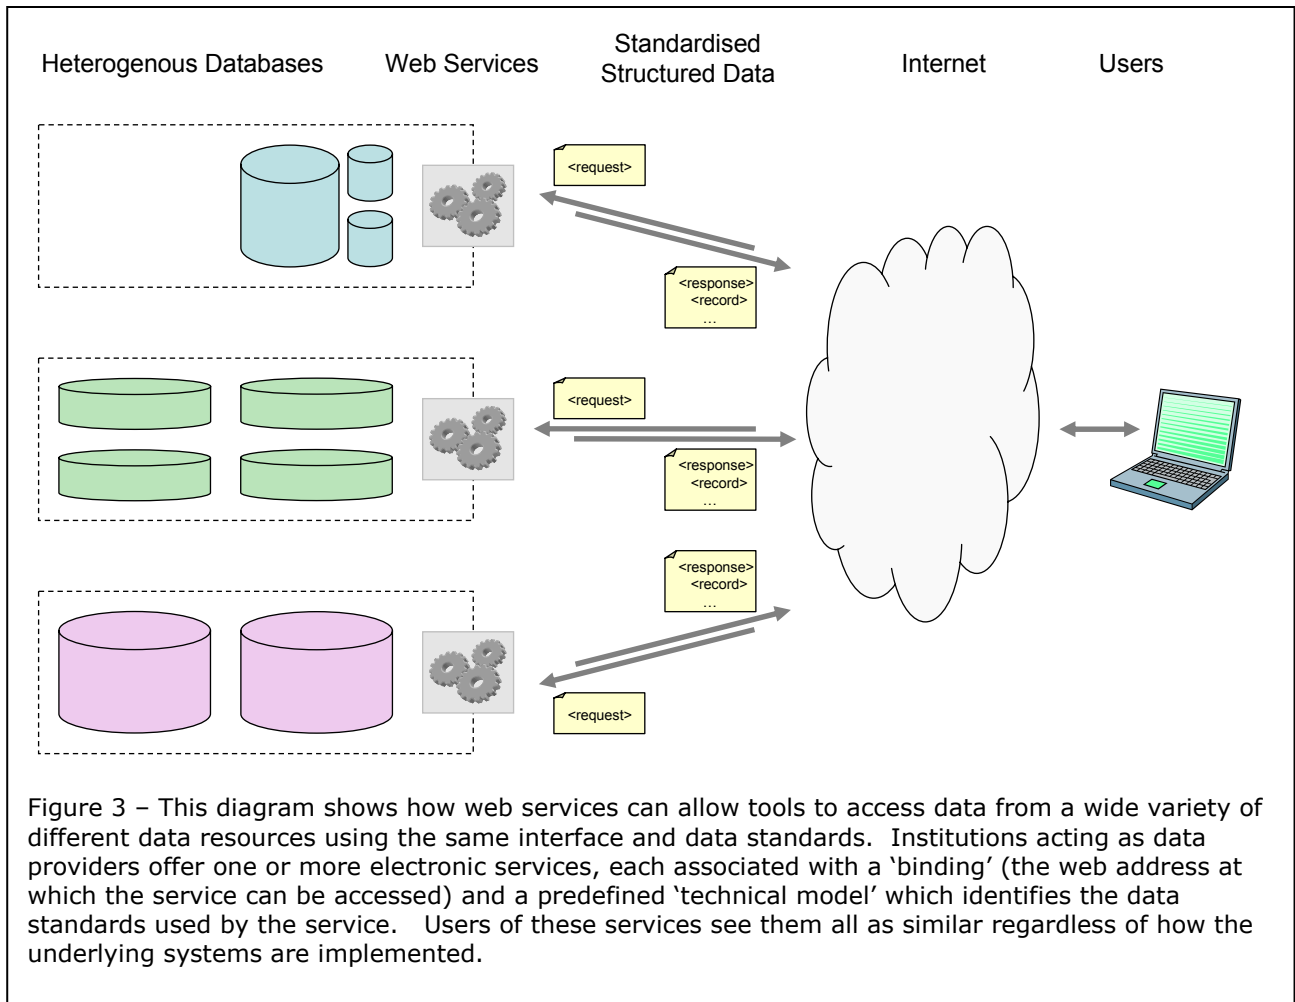 Heterogenous Databases
Web Services
Standardised
Structured Data
Internet
Users
<request>
<response>
<record>
...
<request>
<response>
<record>
...
<response>
<record>
...
<request>
Figure 3 – This diagram shows how web services can allow tools to access data from a wide variety of
different data resources using the same interface and data standards.  Institutions acting as data
providers offer one or more electronic services, each associated with a ‘binding’ (the web address at
which the service can be accessed) and a predefined ‘technical model’ which identifies the data
standards used by the service.   Users of these services see them all as similar regardless of how the
underlying systems are implemented.